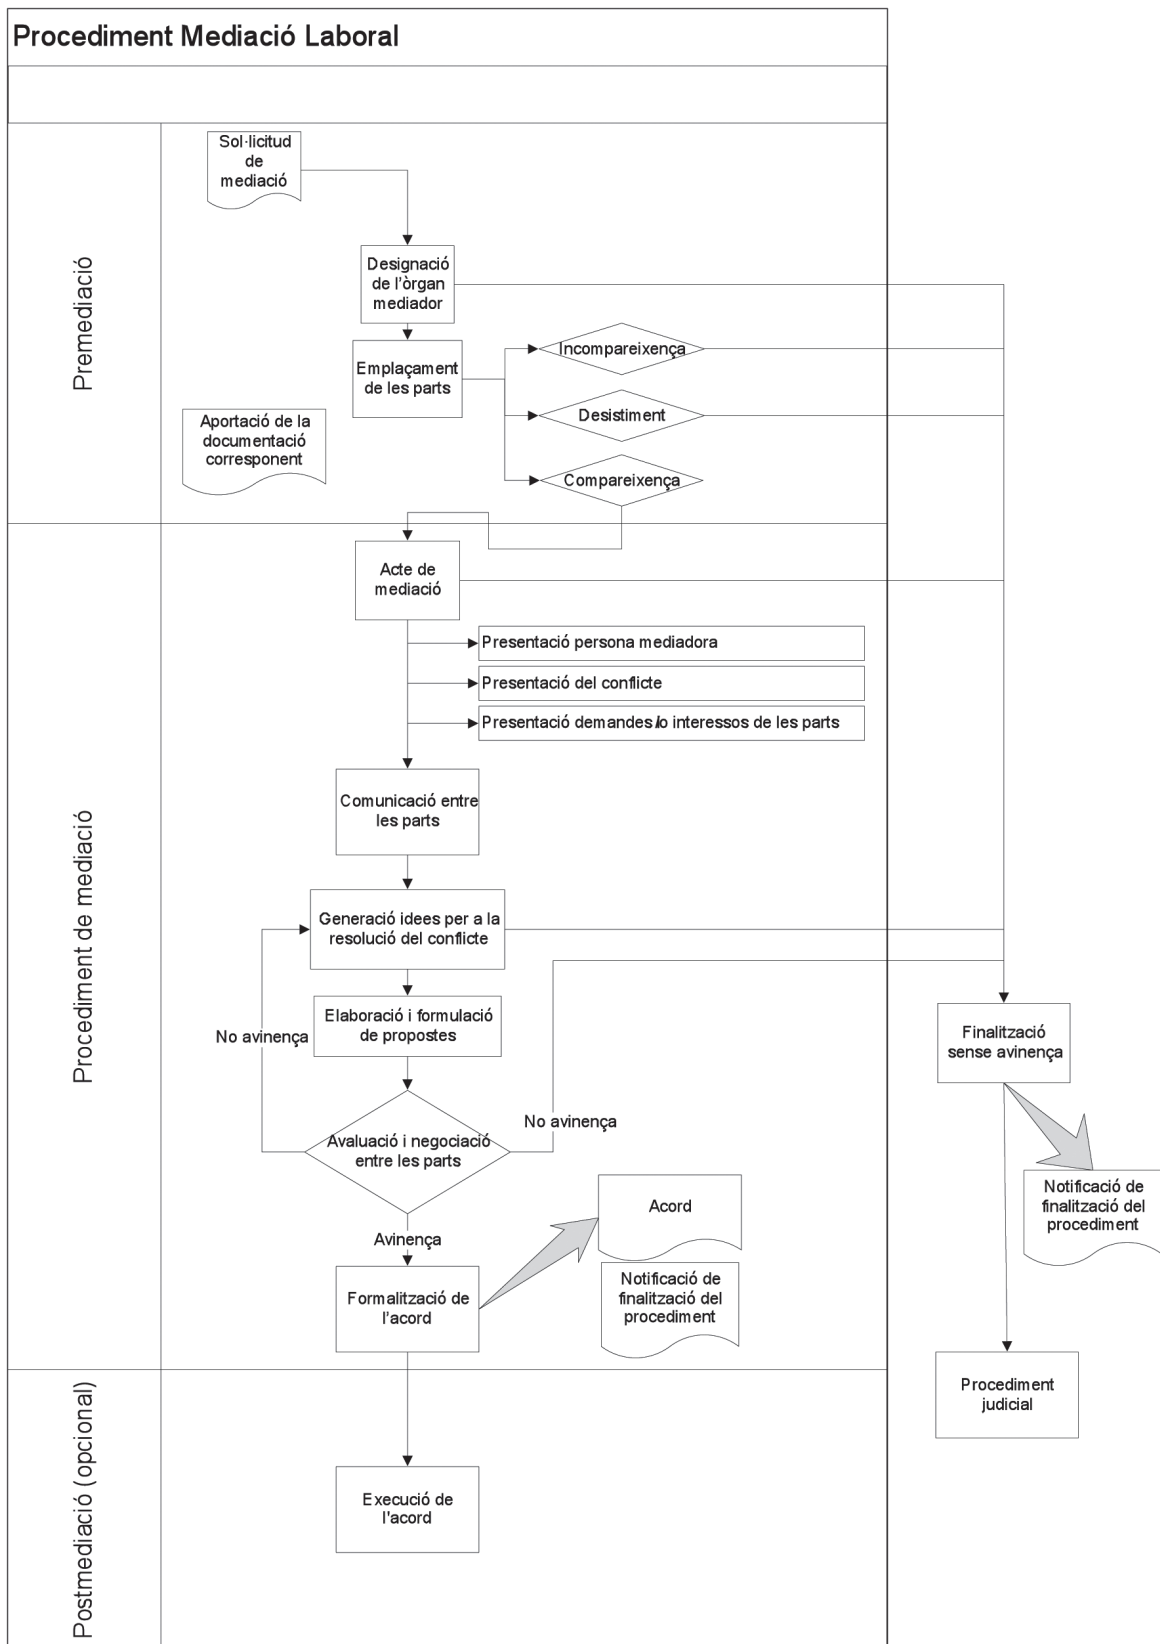 Procediment Mediació Laboral
Premediació
Sol·licitud
de
mediació
Designació
de l'òrgan
mediador
Emplaçament
de les parts
Incompareixença
Desistiment
Compareixença
Aportació de la
documentació
corresponent
Procediment de mediació
Acte de
mediació
Presentació persona mediadora
Presentació del conflicte
Presentació demandes i/o interessos de les parts
Comunicació entre
les parts
Generació idees per a la
resolució del conflicte
Elaboració i formulació
de propostes
No avinença
Avaluació i negociació
entre les parts
No avinença
Avinença
Formalització de
l'acord
Acord
Notificació de
finalització del
procediment
Finalització
sense avinença
Notificació de
finalització del
procediment
Procediment
judicial
Postmediació (opcional)
Execució de
l'acord